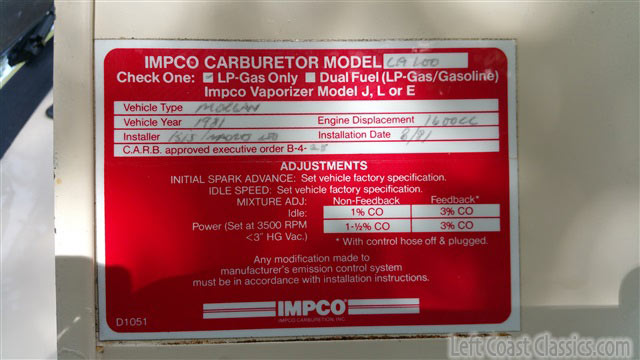 IMPCO CARBURETOR MODEL CA 100
Check One: LP-Gas Only Dual Fuel (LP-Gas/Gasoline)
Impco Vaporizer Model J, L or E
Vehicle Type MORGAN
Vehicle Year 1981 Engine Displacement 1600CC
Installer Installation Date 8/81
C.A.R.B. approved executive order B-4-
ADJUSTMENTS
INITIAL SPARK ADVANCE: Set vehicle factory specification.
IDLE SPEED: Set vehicle factory specification.
MIXTURE ADJ: Non-Feedback Feedback*
Idle: 1% CO 3% CO
Power (Set at 3500 RPM 1-½% CO 3% CO
<3" HG Vac.) * With control hose off & plugged.
Any modification made to
manufacturer's emission control system
must be in accordance with installation instructions.
IMPCO
IMPCO CARBURETION, INC.
D1051
Left Coast Classics.com